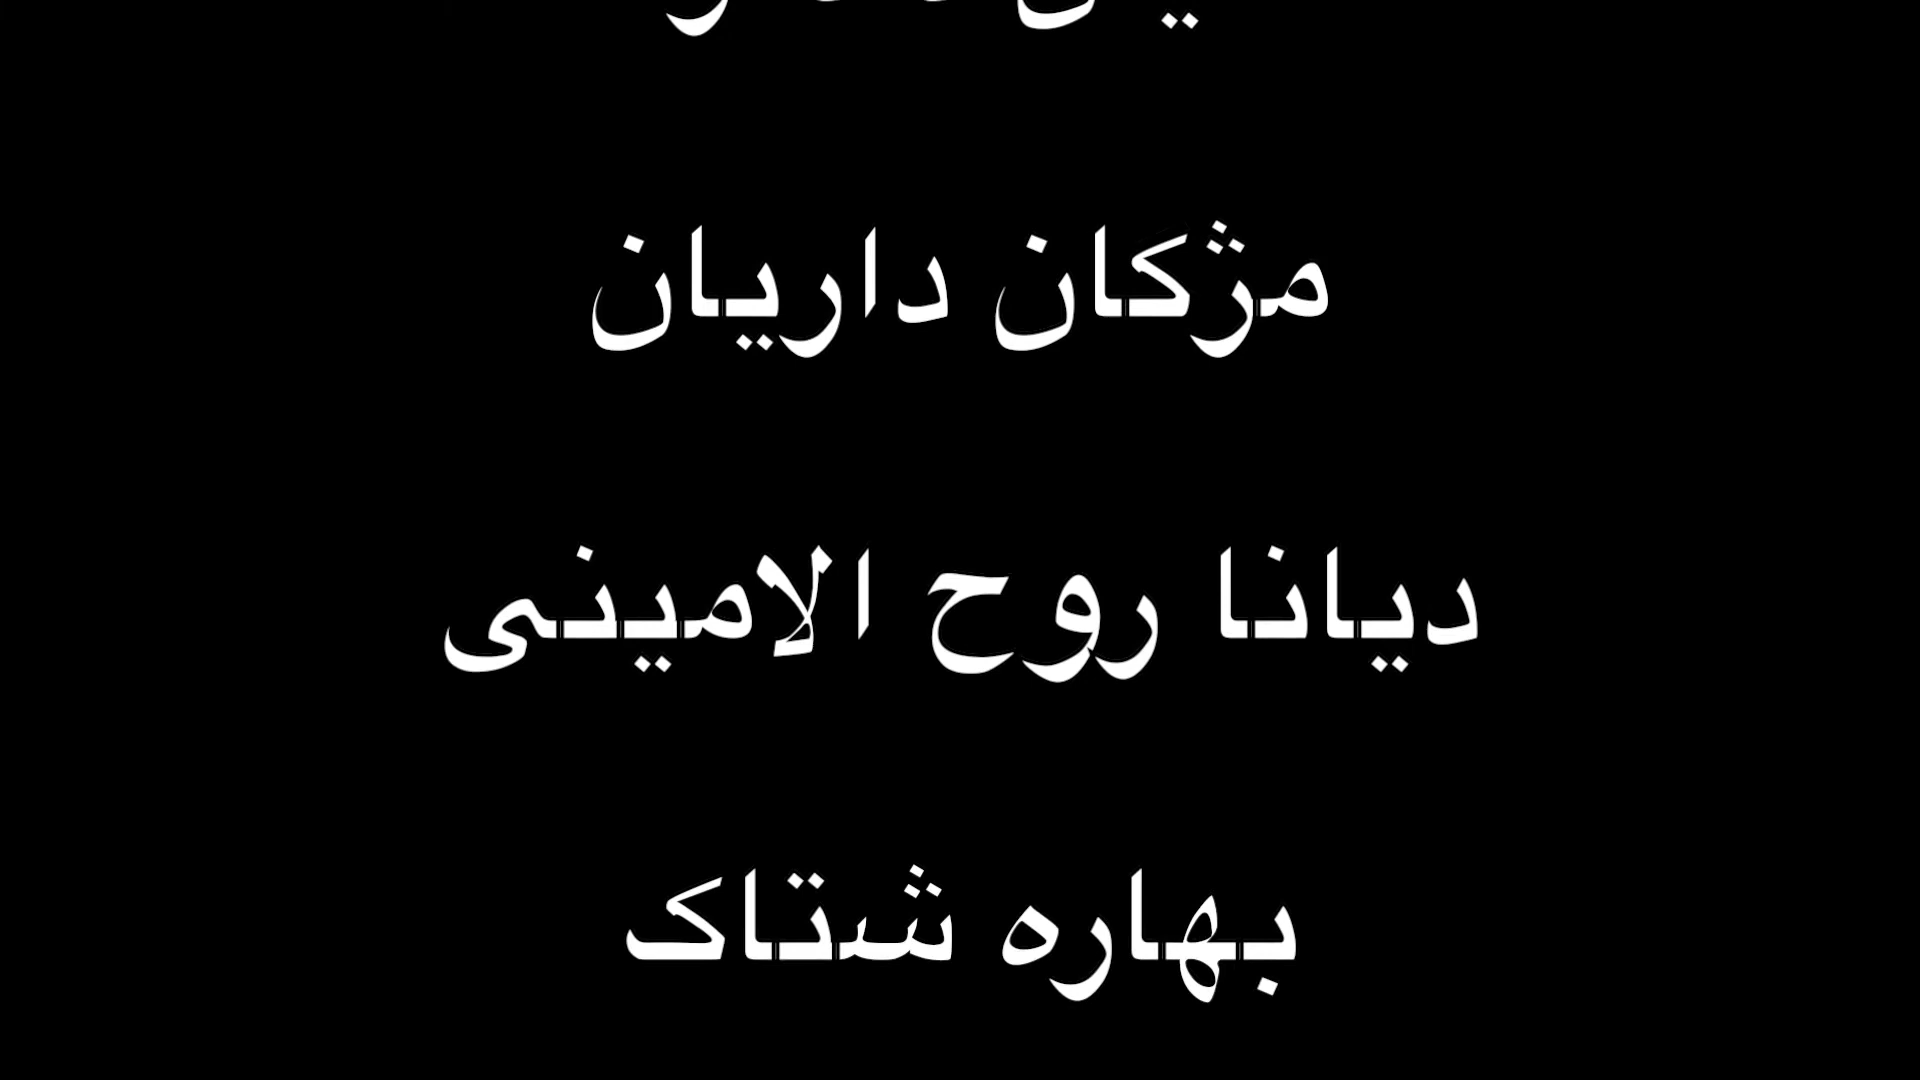 مژکان داریان
دیانا روح الامینی
بهاره شتاک